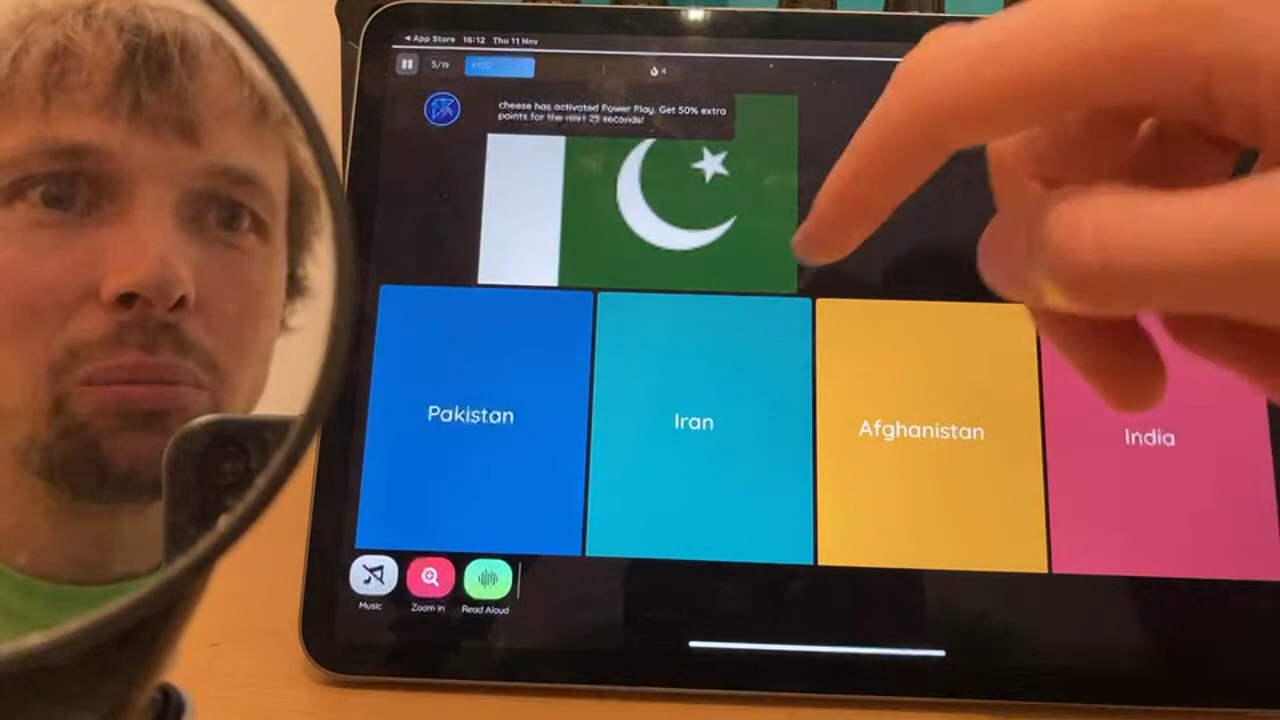 App Store 16:12 Thu 11 Nov
5/19
4
cheese has activated Power Play. Get 50% extra
points for the next 25 seconds!
Pakistan
Iran
Afghanistan
India
Music
Zoom in
Read Aloud